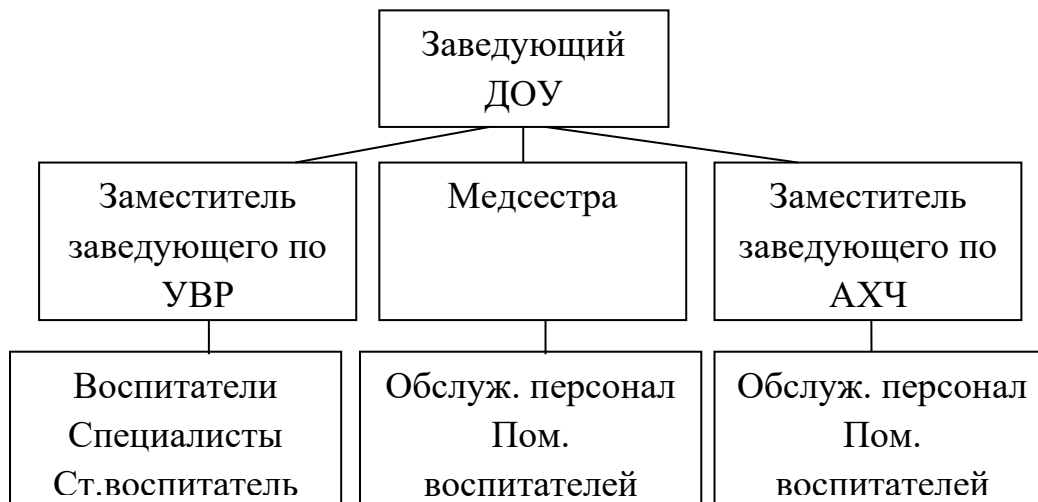 Заведующий
ДОУ
Заместитель
заведующего по
УВР
Медсестра
Заместитель
заведующего по
АХЧ
Воспитатели
Специалисты
Ст.воспитатель
Обслуж. персонал
Пом.
воспитателей
Обслуж. персонал
Пом.
воспитателей